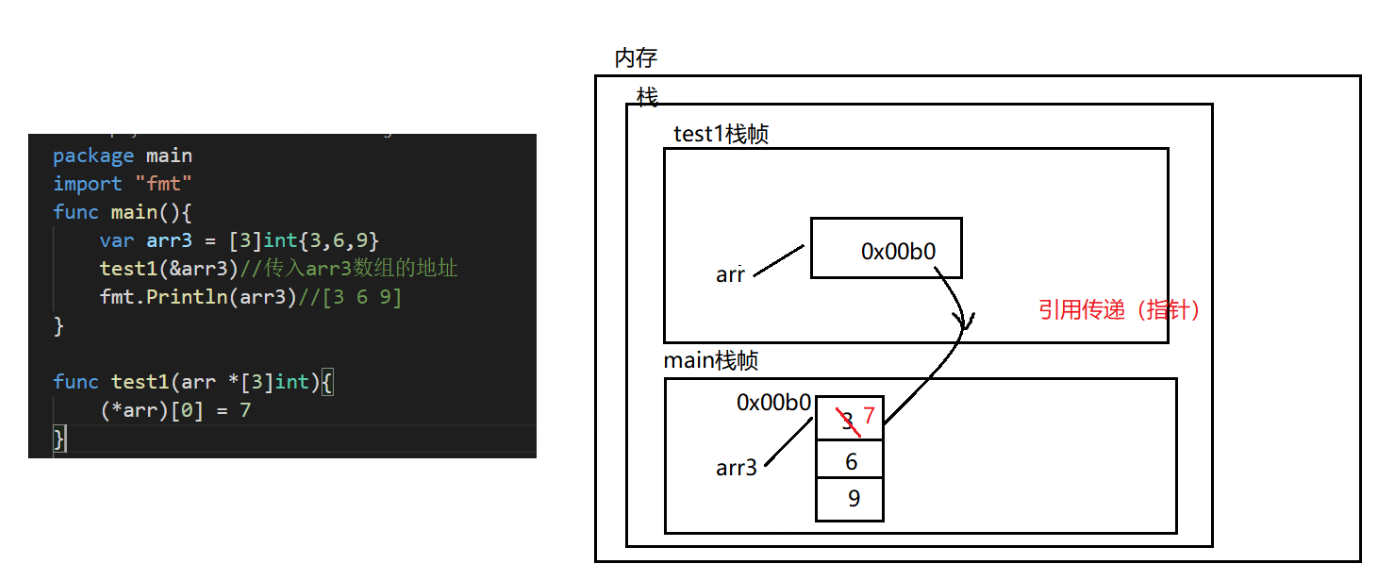 package main
import "fmt"
func main(){
var arr3 = [3]int{3,6,9}
test1(&arr3)//传入arr3数组的地址
fmt.Println(arr3)//[3 6 9]
}
func test1(arr *[3]int){
(*arr)[0] = 7
}
内存
栈
test1栈帧
0x00b0
arr
引用传递（指针）
main栈帧
0x00b0
3 7
arr3
6
9